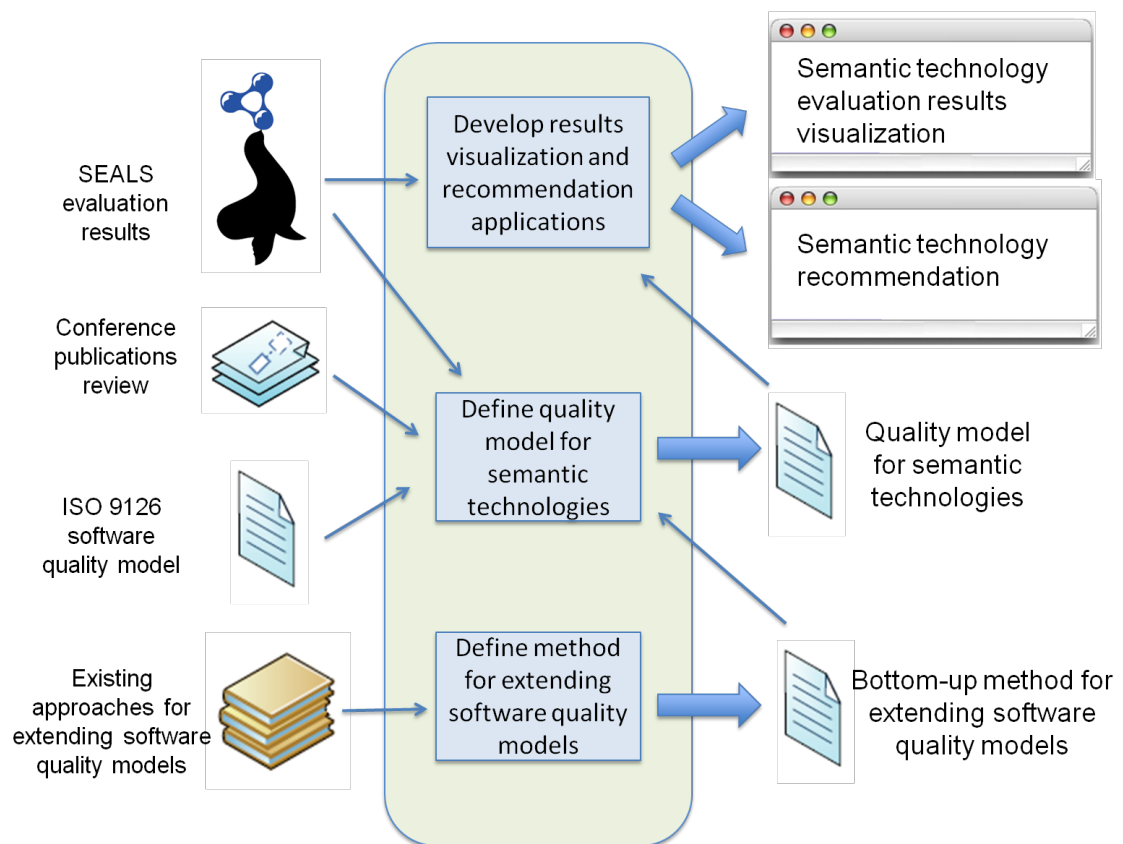 SEALS
evaluation
results
Conference
publications
review
ISO 9126
software
quality model
Existing
approaches for
extending software
quality models
Develop results
visualization and
recommendation
applications
Define quality
model for
semantic
technologies
Define method
for extending
software quality
models
Semantic technology
evaluation results
visualization
Semantic technology
recommendation
Quality model
for semantic
technologies
Bottom-up method for
extending software
quality models